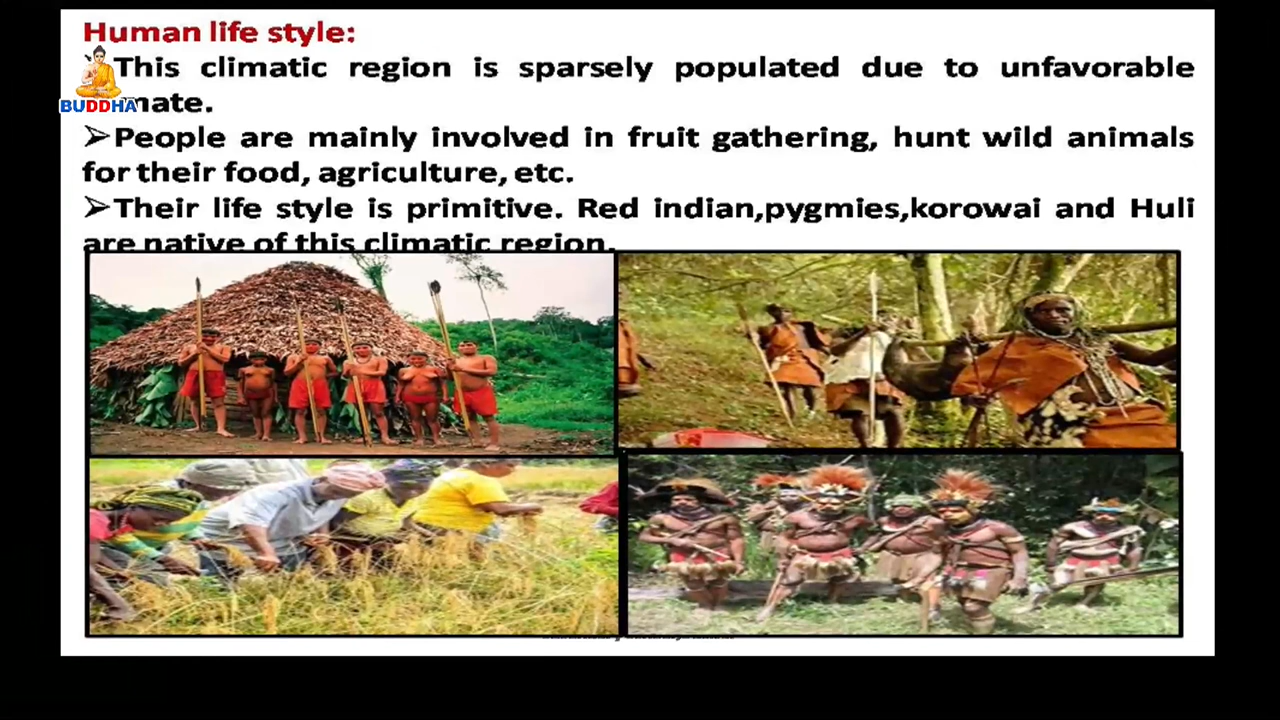 Human life style:
This climatic region is sparsely populated due to unfavorable
mate.
BUDDHA
➢People are mainly involved in fruit gathering, hunt wild animals
for their food, agriculture, etc.
➢Their life style is primitive. Red indian,pygmies,korowai and Huli
are native of this climatic region.